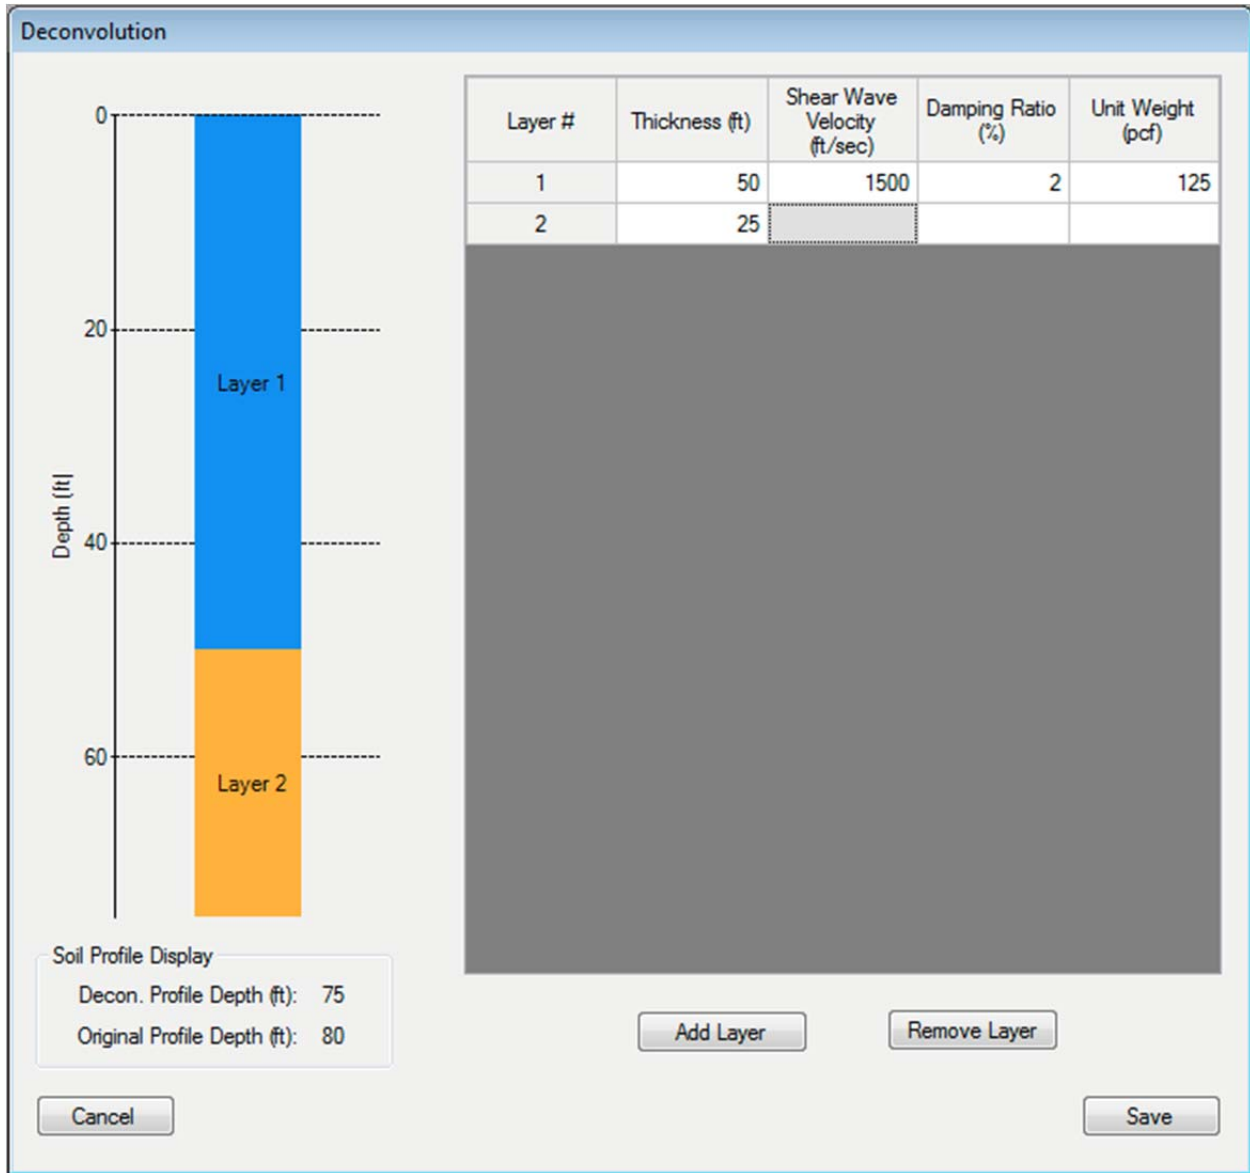 Deconvolution
0
20
40
60
Depth (ft)
Layer 1
Layer 2
Layer #
Thickness (ft)
Shear Wave
Velocity
(ft/sec)
Damping Ratio
(%)
Unit Weight
(pcf)
1 50 1500 2 125
2 25
Soil Profile Display
Decon. Profile Depth (ft): 75
Original Profile Depth (ft): 80
Add Layer
Remove Layer
Cancel
Save